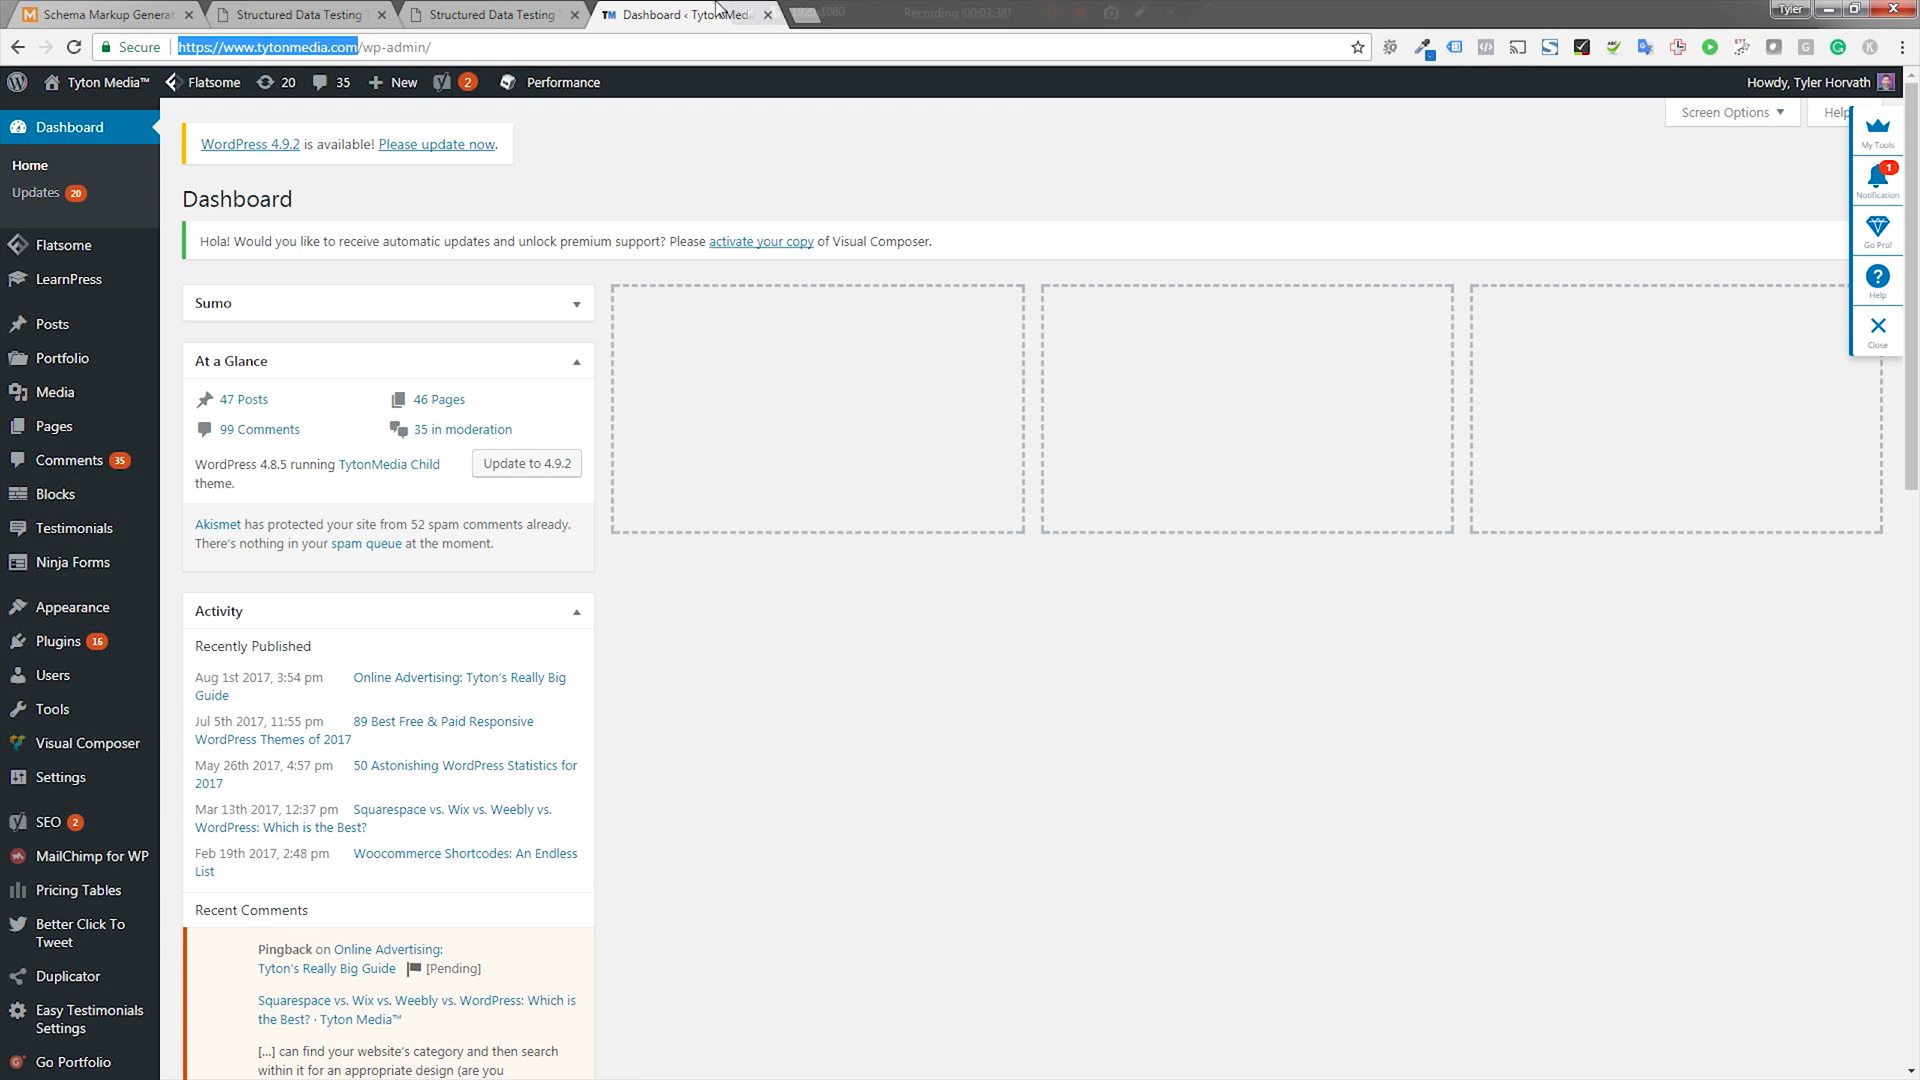 Schema Markup Generat
Structured Data Testing T
Structured Data Testing T
TM Dashboard ‹ TytonMedia
Recording [00:03:38]
Tyler
Secure https://www.tytonmedia.com/wp-admin/
Tyton Media™ Flatsome 20 35 New 2 Performance
Howdy, Tyler Horvath
Screen Options
Help
Dashboard
Home
Updates 20
Flatsome
LearnPress
Posts
Portfolio
Media
Pages
Comments 35
Blocks
Testimonials
Ninja Forms
Appearance
Plugins 16
Users
Tools
Visual Composer
Settings
SEO 2
MailChimp for WP
Pricing Tables
Better Click To
Tweet
Duplicator
Easy Testimonials
Settings
Go Portfolio
WordPress 4.9.2 is available! Please update now.
Dashboard
Hola! Would you like to receive automatic updates and unlock premium support? Please activate your copy of Visual Composer.
Sumo
At a Glance
47 Posts 46 Pages
99 Comments 35 in moderation
WordPress 4.8.5 running TytonMedia Child
theme.
Update to 4.9.2
Akismet has protected your site from 52 spam comments already.
There's nothing in your spam queue at the moment.
Activity
Recently Published
Aug 1st 2017, 3:54 pm Online Advertising: Tyton's Really Big
Guide
Jul 5th 2017, 11:55 pm 89 Best Free & Paid Responsive
WordPress Themes of 2017
May 26th 2017, 4:57 pm 50 Astonishing WordPress Statistics for
2017
Mar 13th 2017, 12:37 pm Squarespace vs. Wix vs. Weebly vs.
WordPress: Which is the Best?
Feb 19th 2017, 2:48 pm Woocommerce Shortcodes: An Endless
List
Recent Comments
Pingback on Online Advertising:
Tyton's Really Big Guide [Pending]
Squarespace vs. Wix vs. Weebly vs. WordPress: Which is
the Best? · Tyton Media™
[...] can find your website's category and then search
within it for an appropriate design (are you
My Tools
1
Notification
Go Pro!
Help
Close